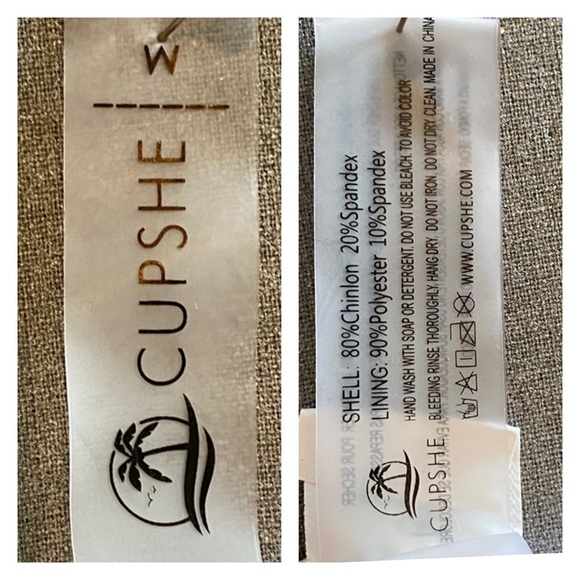 CUPSHE | M
SHELL: 80%Chinlon 20%Spandex
LINING: 90%Polyester 10%Spandex
HAND WASH WITH SOAP OR DETERGENT. DO NOT USE BLEACH. TO AVOID COLOR
BLEEDING RINSE THOROUGHLY. HANG DRY. DO NOT IRON. DO NOT DRY CLEAN. MADE IN CHINA
WWW.CUPSHE.COM
CUPSHE